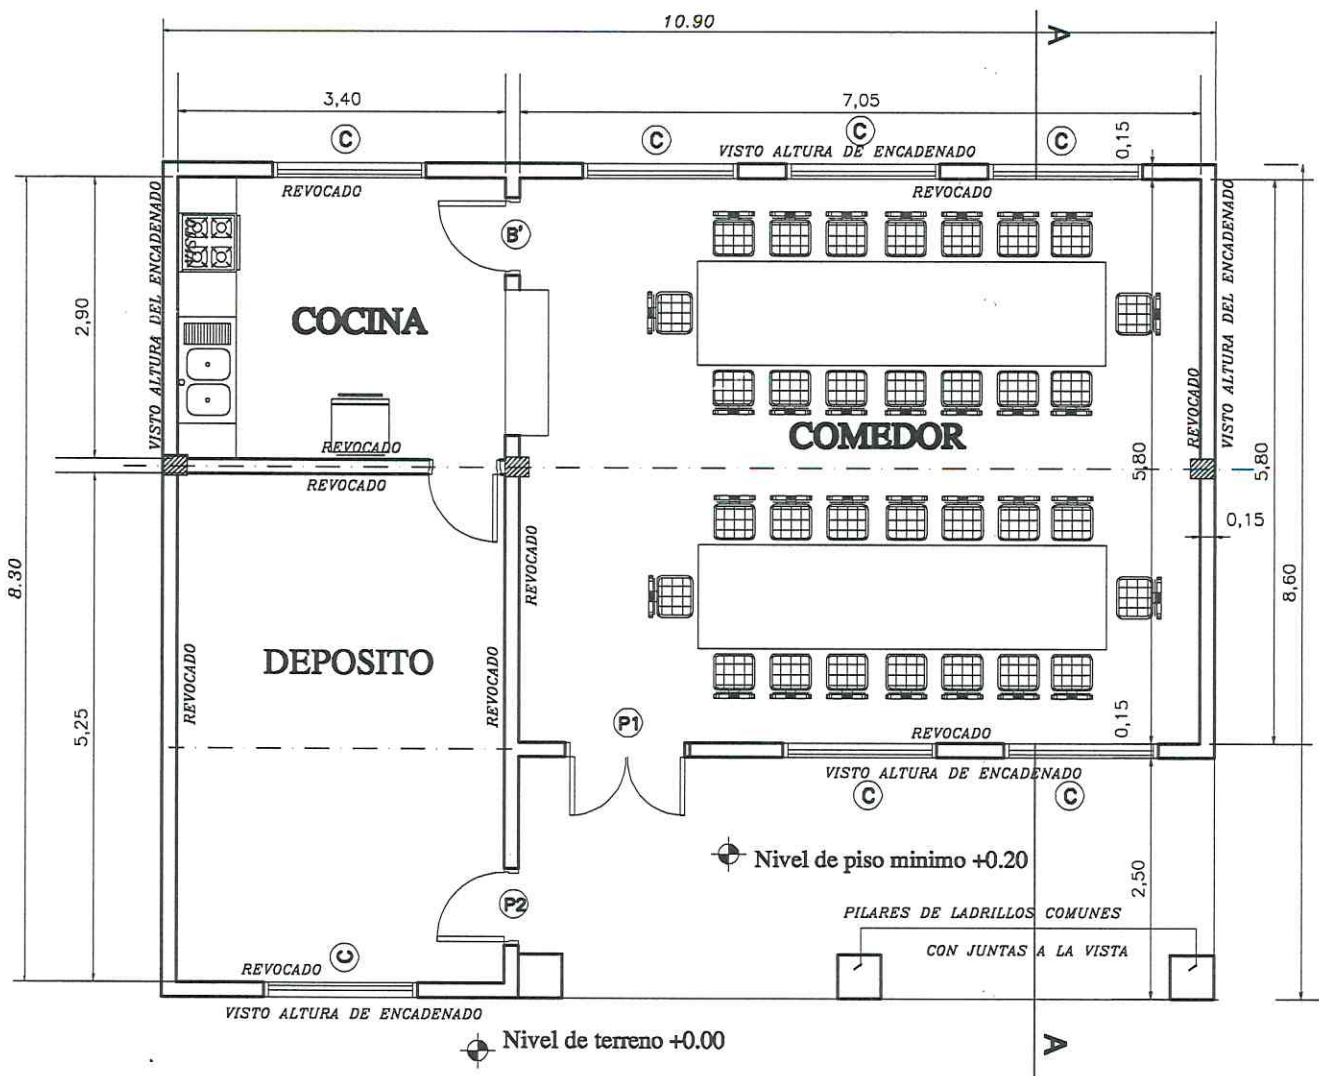 10.90
A
3,40
7,05
C
C
C
C
0,15
VISTO ALTURA DE ENCADENADO
REVOCADO
REVOCADO
VISTO ALTURA DEL ENCADENADO
VISTO ALTURA DEL ENCADENADO
B'
2,90
COCINA
REVOCADO
COMEDOR
REVOCADO
REVOCADO
5,80
5,80
0,15
8.30
REVOCADO
8,60
DEPOSITO
REVOCADO
REVOCADO
5,25
P1
0,15
REVOCADO
VISTO ALTURA DE ENCADENADO
C
C
Nivel de piso minimo +0.20
2,50
P2
PILARES DE LADRILLOS COMUNES
CON JUNTAS A LA VISTA
C
REVOCADO
VISTO ALTURA DE ENCADENADO
Nivel de terreno +0.00
A